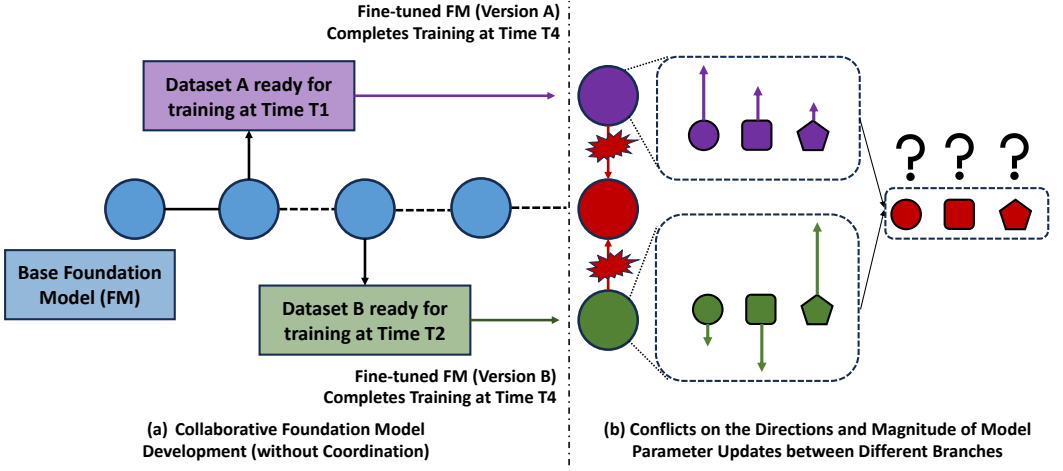 Fine-tuned FM (Version A)
Completes Training at Time T4
Dataset A ready for
training at Time T1
? ? ?
Base Foundation
Model (FM)
Dataset B ready for
training at Time T2
Fine-tuned FM (Version B)
Completes Training at Time T4
(a) Collaborative Foundation Model
Development (without Coordination)
(b) Conflicts on the Directions and Magnitude of Model
Parameter Updates between Different Branches